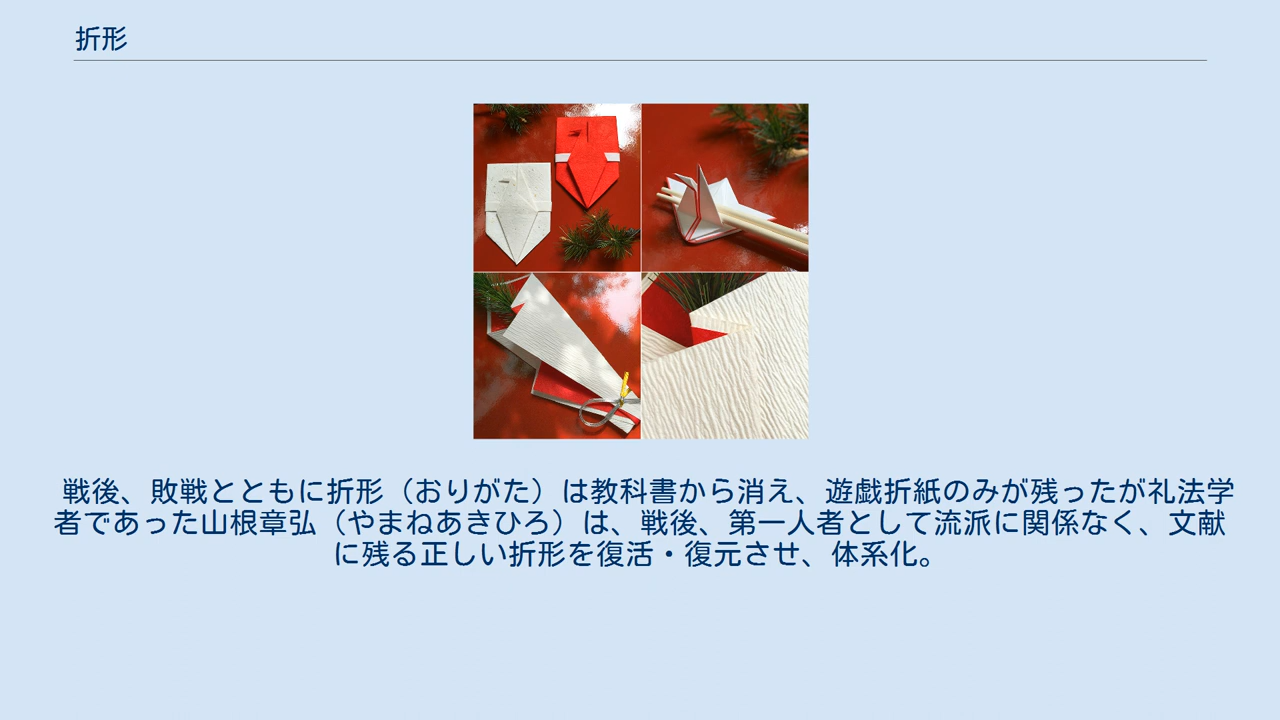 折形
戦後、敗戦とともに折形（おりがた）は教科書から消え、遊戯折紙のみが残ったが礼法学
者であった山根章弘（やまねあきひろ）は、戦後、第一人者として流派に関係なく、文献
に残る正しい折形を復活・復元させ、体系化。